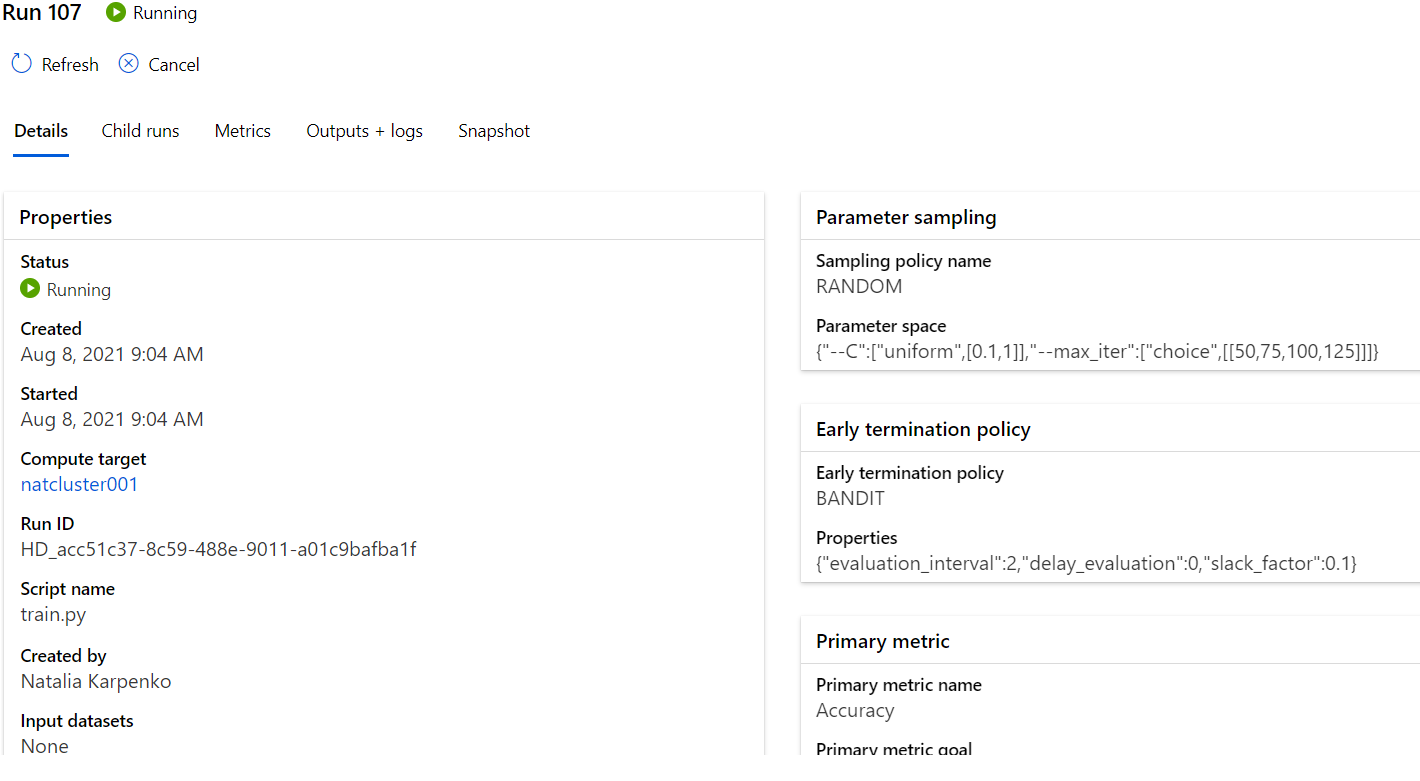 Run 107 Running
Refresh Cancel
Details Child runs Metrics Outputs + logs Snapshot
Properties
Status
Running
Created
Aug 8, 2021 9:04 AM
Started
Aug 8, 2021 9:04 AM
Compute target
natcluster001
Run ID
HD_acc51c37-8c59-488e-9011-a01c9bafba1f
Script name
train.py
Created by
Natalia Karpenko
Input datasets
None
Parameter sampling
Sampling policy name
RANDOM
Parameter space
{"--C":["uniform",[0.1,1]],"--max_iter":["choice",[[50,75,100,125]]]}
Early termination policy
Early termination policy
BANDIT
Properties
{"evaluation_interval":2,"delay_evaluation":0,"slack_factor":0.1}
Primary metric
Primary metric name
Accuracy
Primary metric goal